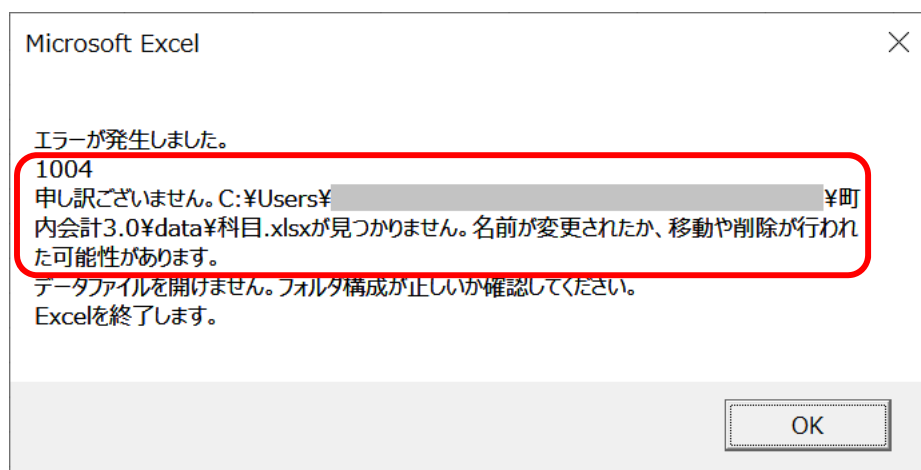 Microsoft Excel
エラーが発生しました。
1004
申し訳ございません。C:¥Users¥ ¥町
内会計3.0¥data¥科目.xlsxが見つかりません。名前が変更されたか、移動や削除が行われ
た可能性があります。
データファイルを開けません。フォルダ構成が正しいか確認してください。
Excelを終了します。
OK